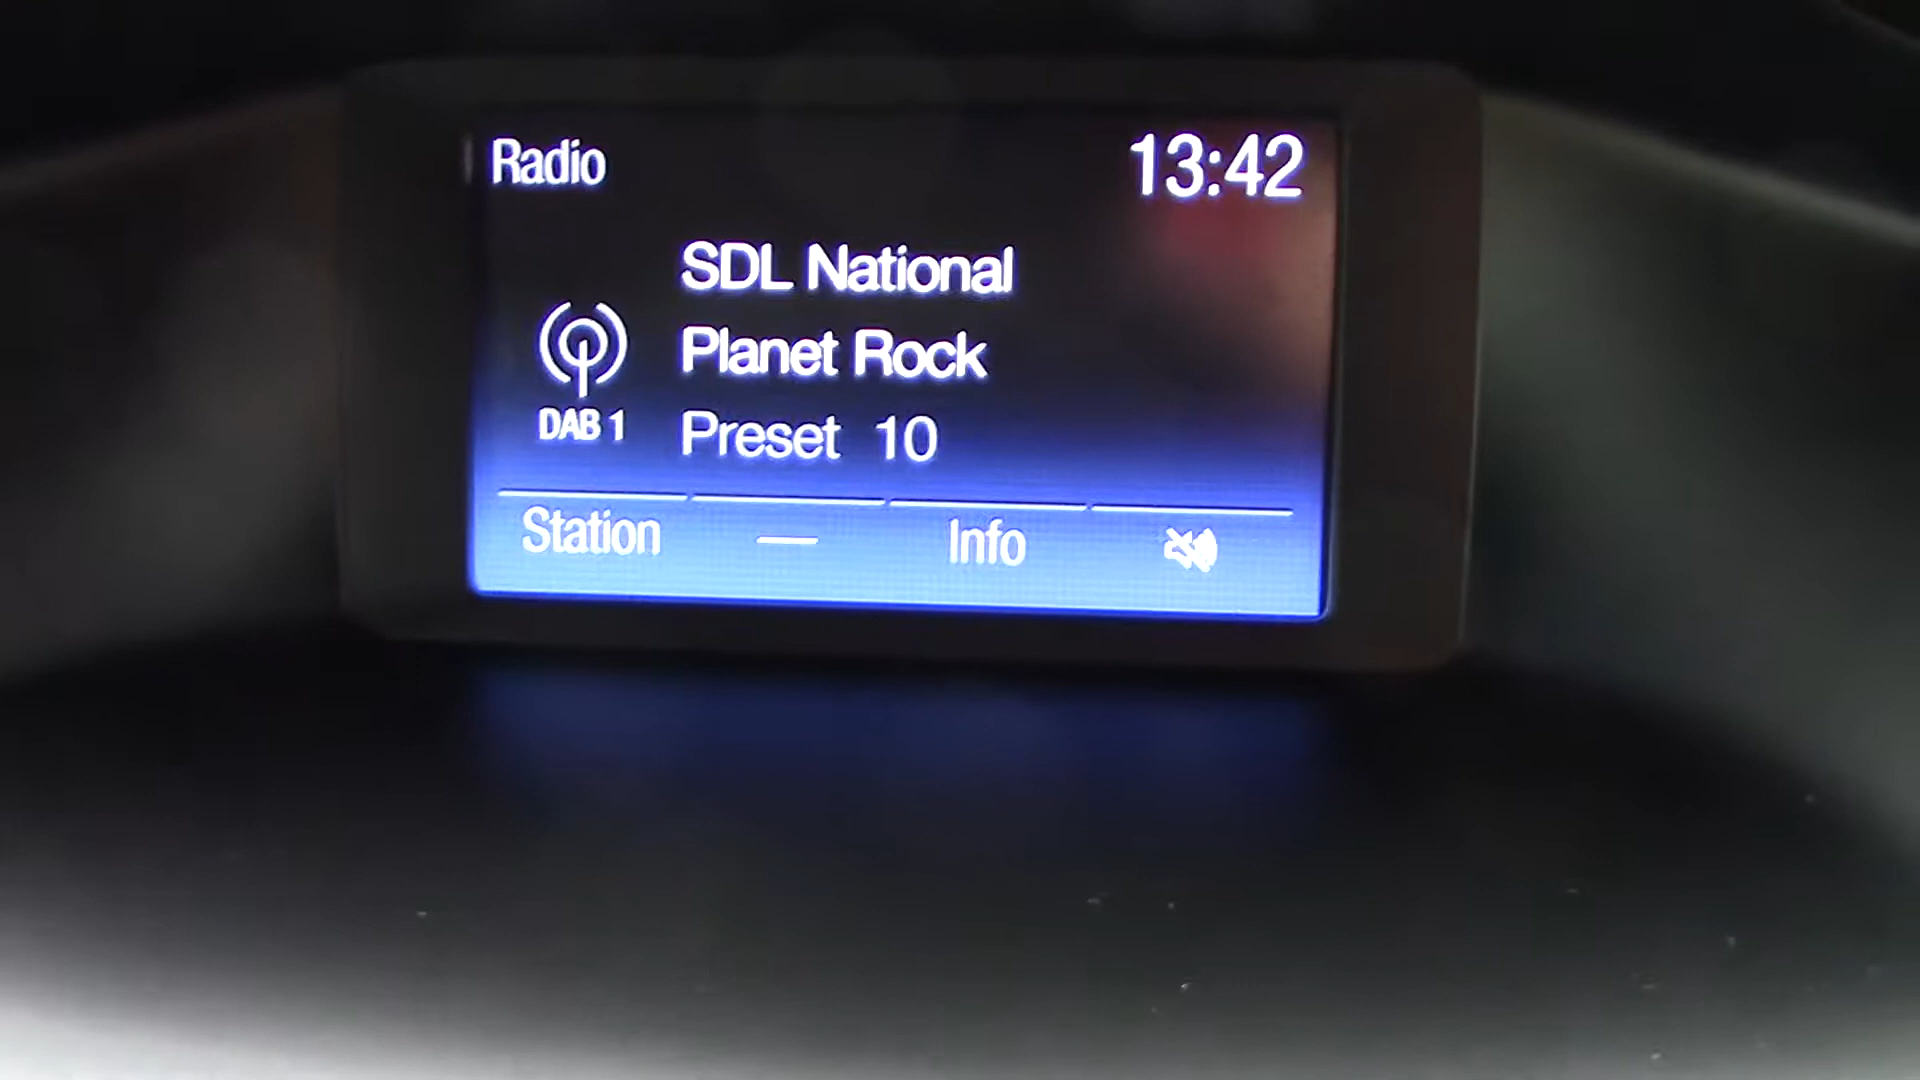 Radio 13:42
SDL National
Planet Rock
DAB 1
Preset 10
Station — Info